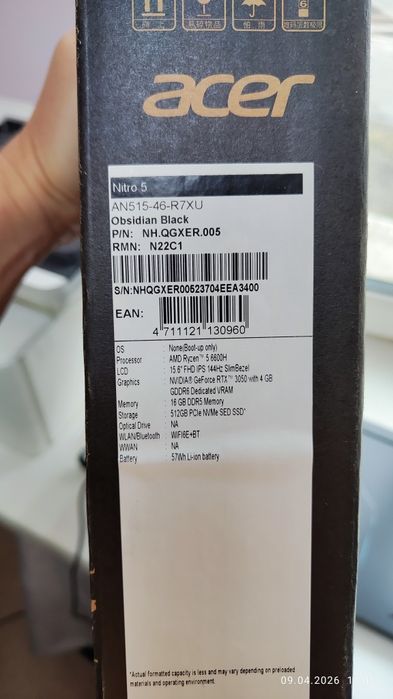 acer
Nitro 5
AN515-46-R7XU
Obsidian Black
P/N: NH.QGXER.005
RMN: N22C1
S/N:NHQGXER00523704EEA3400
EAN:
4 711121 130960
OS : None(Boot-up only)
Processor : AMD Ryzen™ 5 6600H
LCD : 15.6" FHD IPS 144Hz SlimBezel
Graphics : NVIDIA® GeForce RTX™ 3050 with 4 GB
GDDR6 Dedicated VRAM
Memory : 16 GB DDR5 Memory
Storage : 512GB PCIe NVMe SED SSD*
Optical Drive : NA
WLAN/Bluetooth : WIFI6E+BT
WWAN : NA
Battery : 57Wh Li-ion battery
*Actual formatted capacity is less and may vary depending on preloaded
materials and operating environment.
09.04.2026